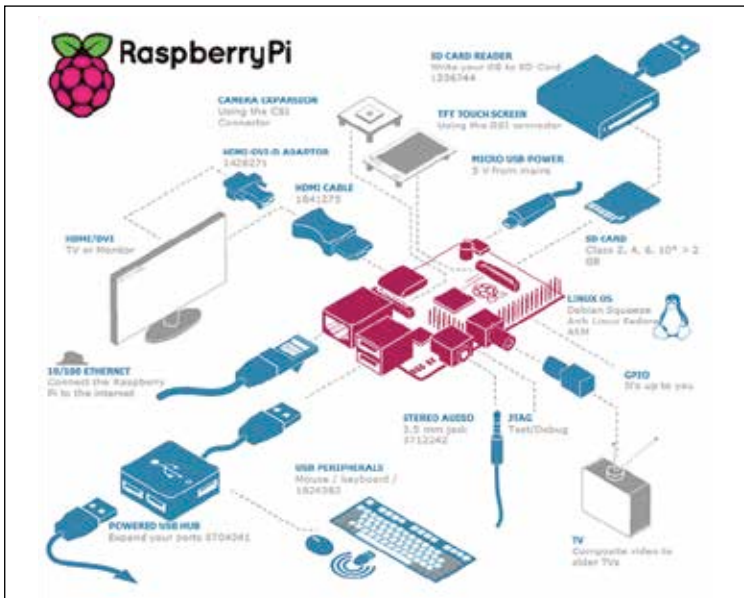 RaspberryPi
SD CARD READER
Write your OS to SD-Card
1236744
CAMERA EXPANSION
Using the CSI
Connector
TFT TOUCH SCREEN
Using the DSI connector
HDMI-DVI-D ADAPTOR
1428271
MICRO USB POWER
5 V from mains
HDMI CABLE
1841273
HDMI/DVI
TV or Monitor
SD CARD
Class 2, 4, 6, 10* > 2
GB
LINUX OS
Debian Squeeze
Arch Linux Fedora
ARM
10/100 ETHERNET
Connect the Raspberry
Pi to the internet
GPIO
It's up to you
STEREO AUDIO
3.5 mm jack
3712242
JTAG
Test/Debug
USB PERIPHERALS
Mouse / keyboard /
POWERED USB HUB
Expand your ports
TV
Composite video to
older TVs